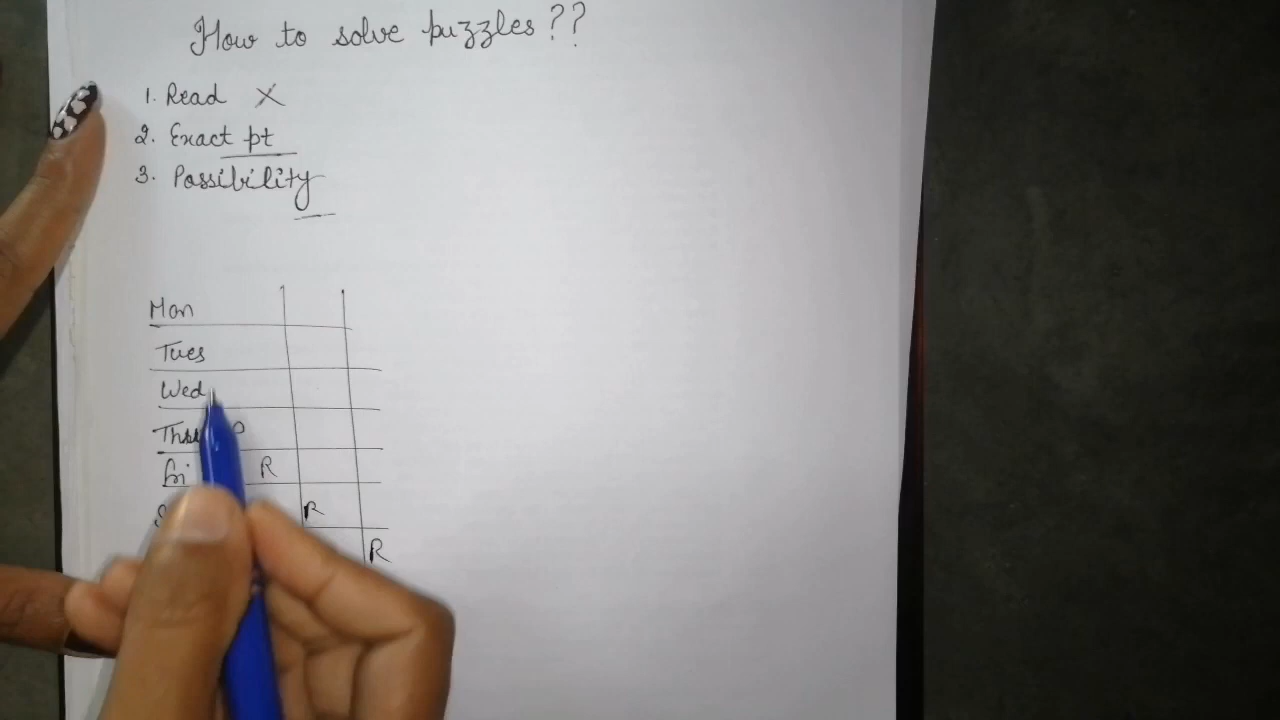 How to solve puzzles??
1. Read X
2. Exact pt
3. Possibility
Mon
Tues
Wed
R
R
R